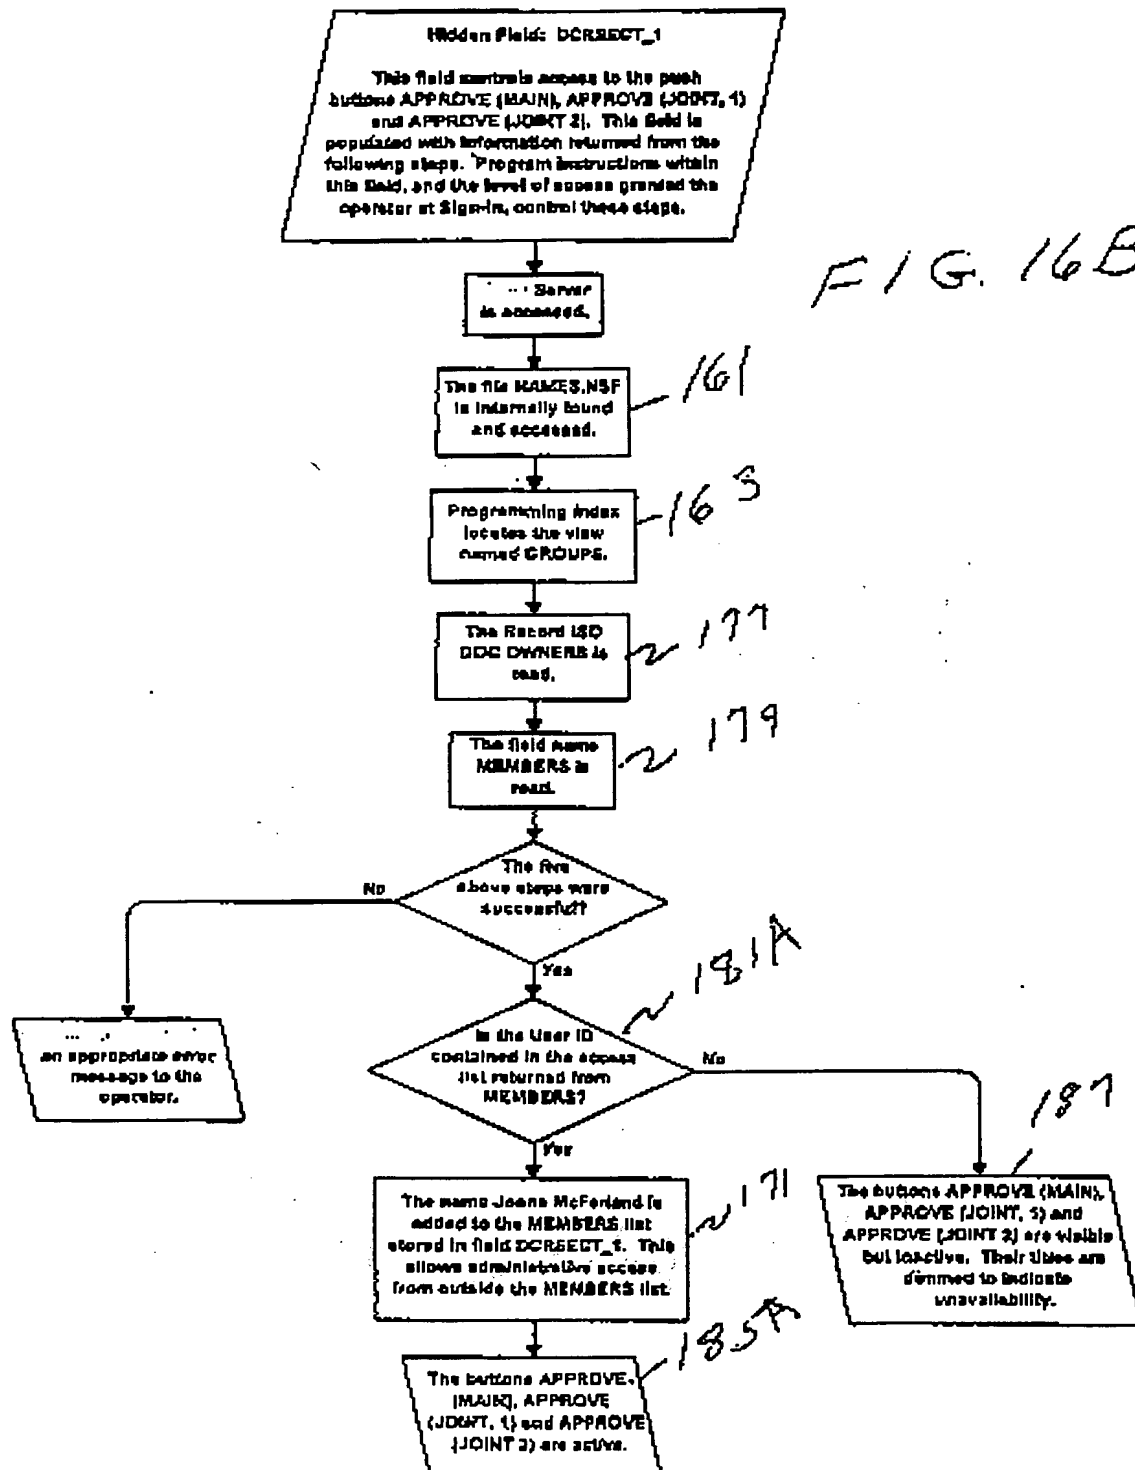 Hidden Field: DCRSECT_1
This field controls access to the push
buttons APPROVE (MAIN), APPROVE (JOINT, 1)
and APPROVE (JOINT 2). This field is
populated with information returned from the
following steps. Program instructions within
this field, and the level of access granted the
operator at Sign-in, control these steps.
FIG. 16B
Server
is accessed.
The file NAMES.NSF
is internally found
and accessed.
161
Programming index
locates the view
named GROUPS.
163
The Record ISD
DOC OWNERS is
read.
177
The field name
MEMBERS is
read.
179
The five
above steps were
successful?
No
Yes
181A
an appropriate error
message to the
operator.
Is the User ID
contained in the access
list returned from
MEMBERS?
No
Yes
187
The name Joann McFarland is
added to the MEMBERS list
stored in field DCRSECT_1. This
allows administrative access
from outside the MEMBERS list.
171
The buttons APPROVE (MAIN),
APPROVE (JOINT, 1) and
APPROVE (JOINT 2) are visible
but inactive. Their titles are
dimmed to indicate
unavailability.
185A
The buttons APPROVE,
(MAIN), APPROVE
(JOINT, 1) and APPROVE
(JOINT 2) are active.